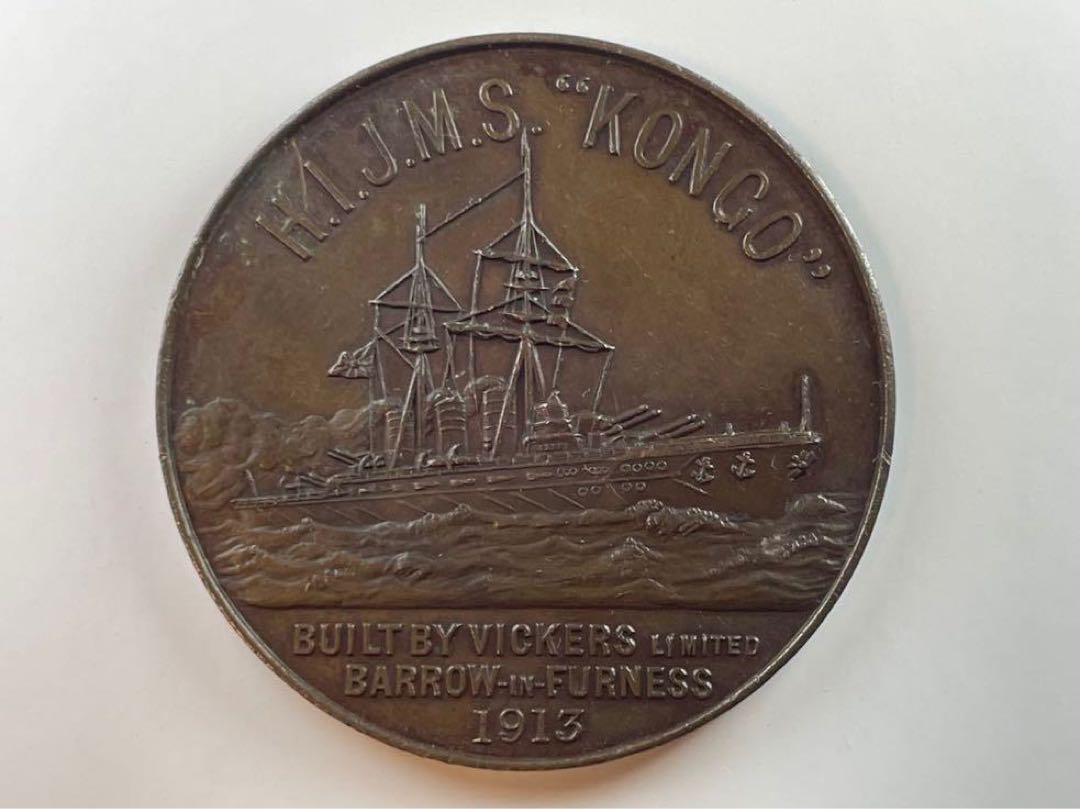 H.I.J.M.S. “KONGO”
BUILT BY VICKERS LIMITED
BARROW-IN-FURNESS
1913